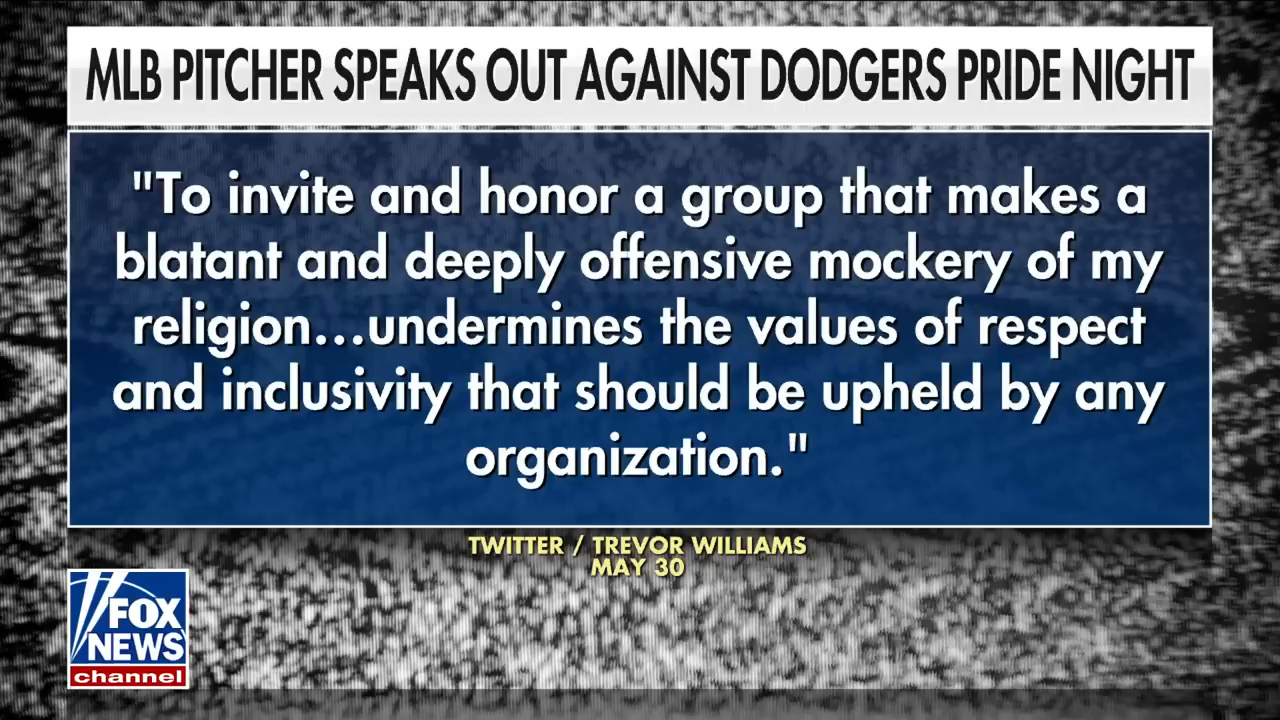 MLB PITCHER SPEAKS OUT AGAINST DODGERS PRIDE NIGHT
"To invite and honor a group that makes a
blatant and deeply offensive mockery of my
religion...undermines the values of respect
and inclusivity that should be upheld by any
organization."
TWITTER / TREVOR WILLIAMS
MAY 30
FOX
NEWS
channel